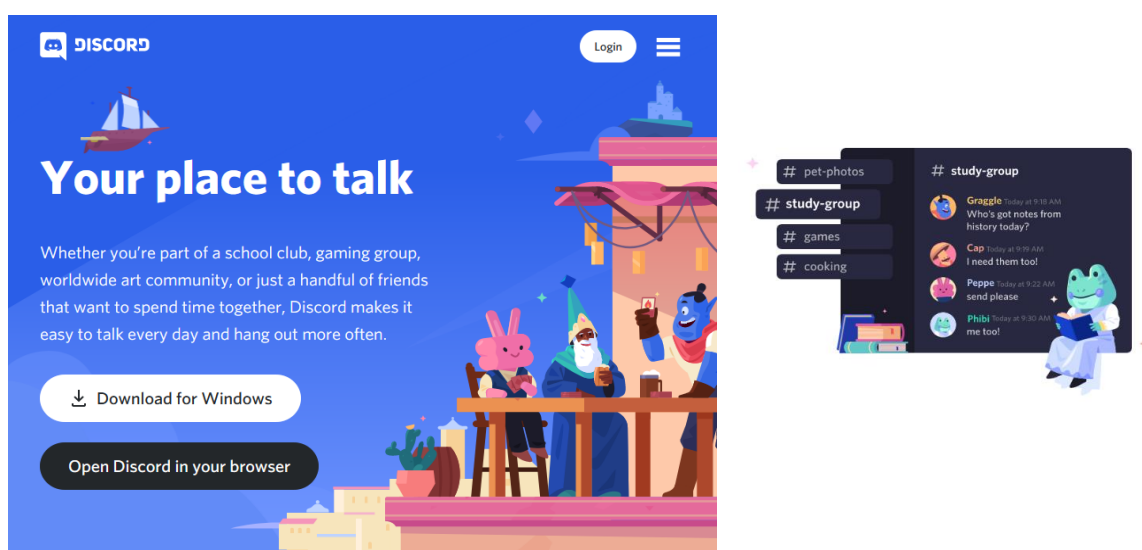 DISCORD
Login
Your place to talk
Whether you're part of a school club, gaming group,
worldwide art community, or just a handful of friends
that want to spend time together, Discord makes it
easy to talk every day and hang out more often.
Download for Windows
Open Discord in your browser
# pet-photos
# study-group
# games
# cooking
# study-group
Graggle Today at 9:18 AM
Who's got notes from
history today?
Cap Today at 9:19 AM
I need them too!
Peppe Today at 9:22 AM
send please
Phibi Today at 9:30 AM
me too!